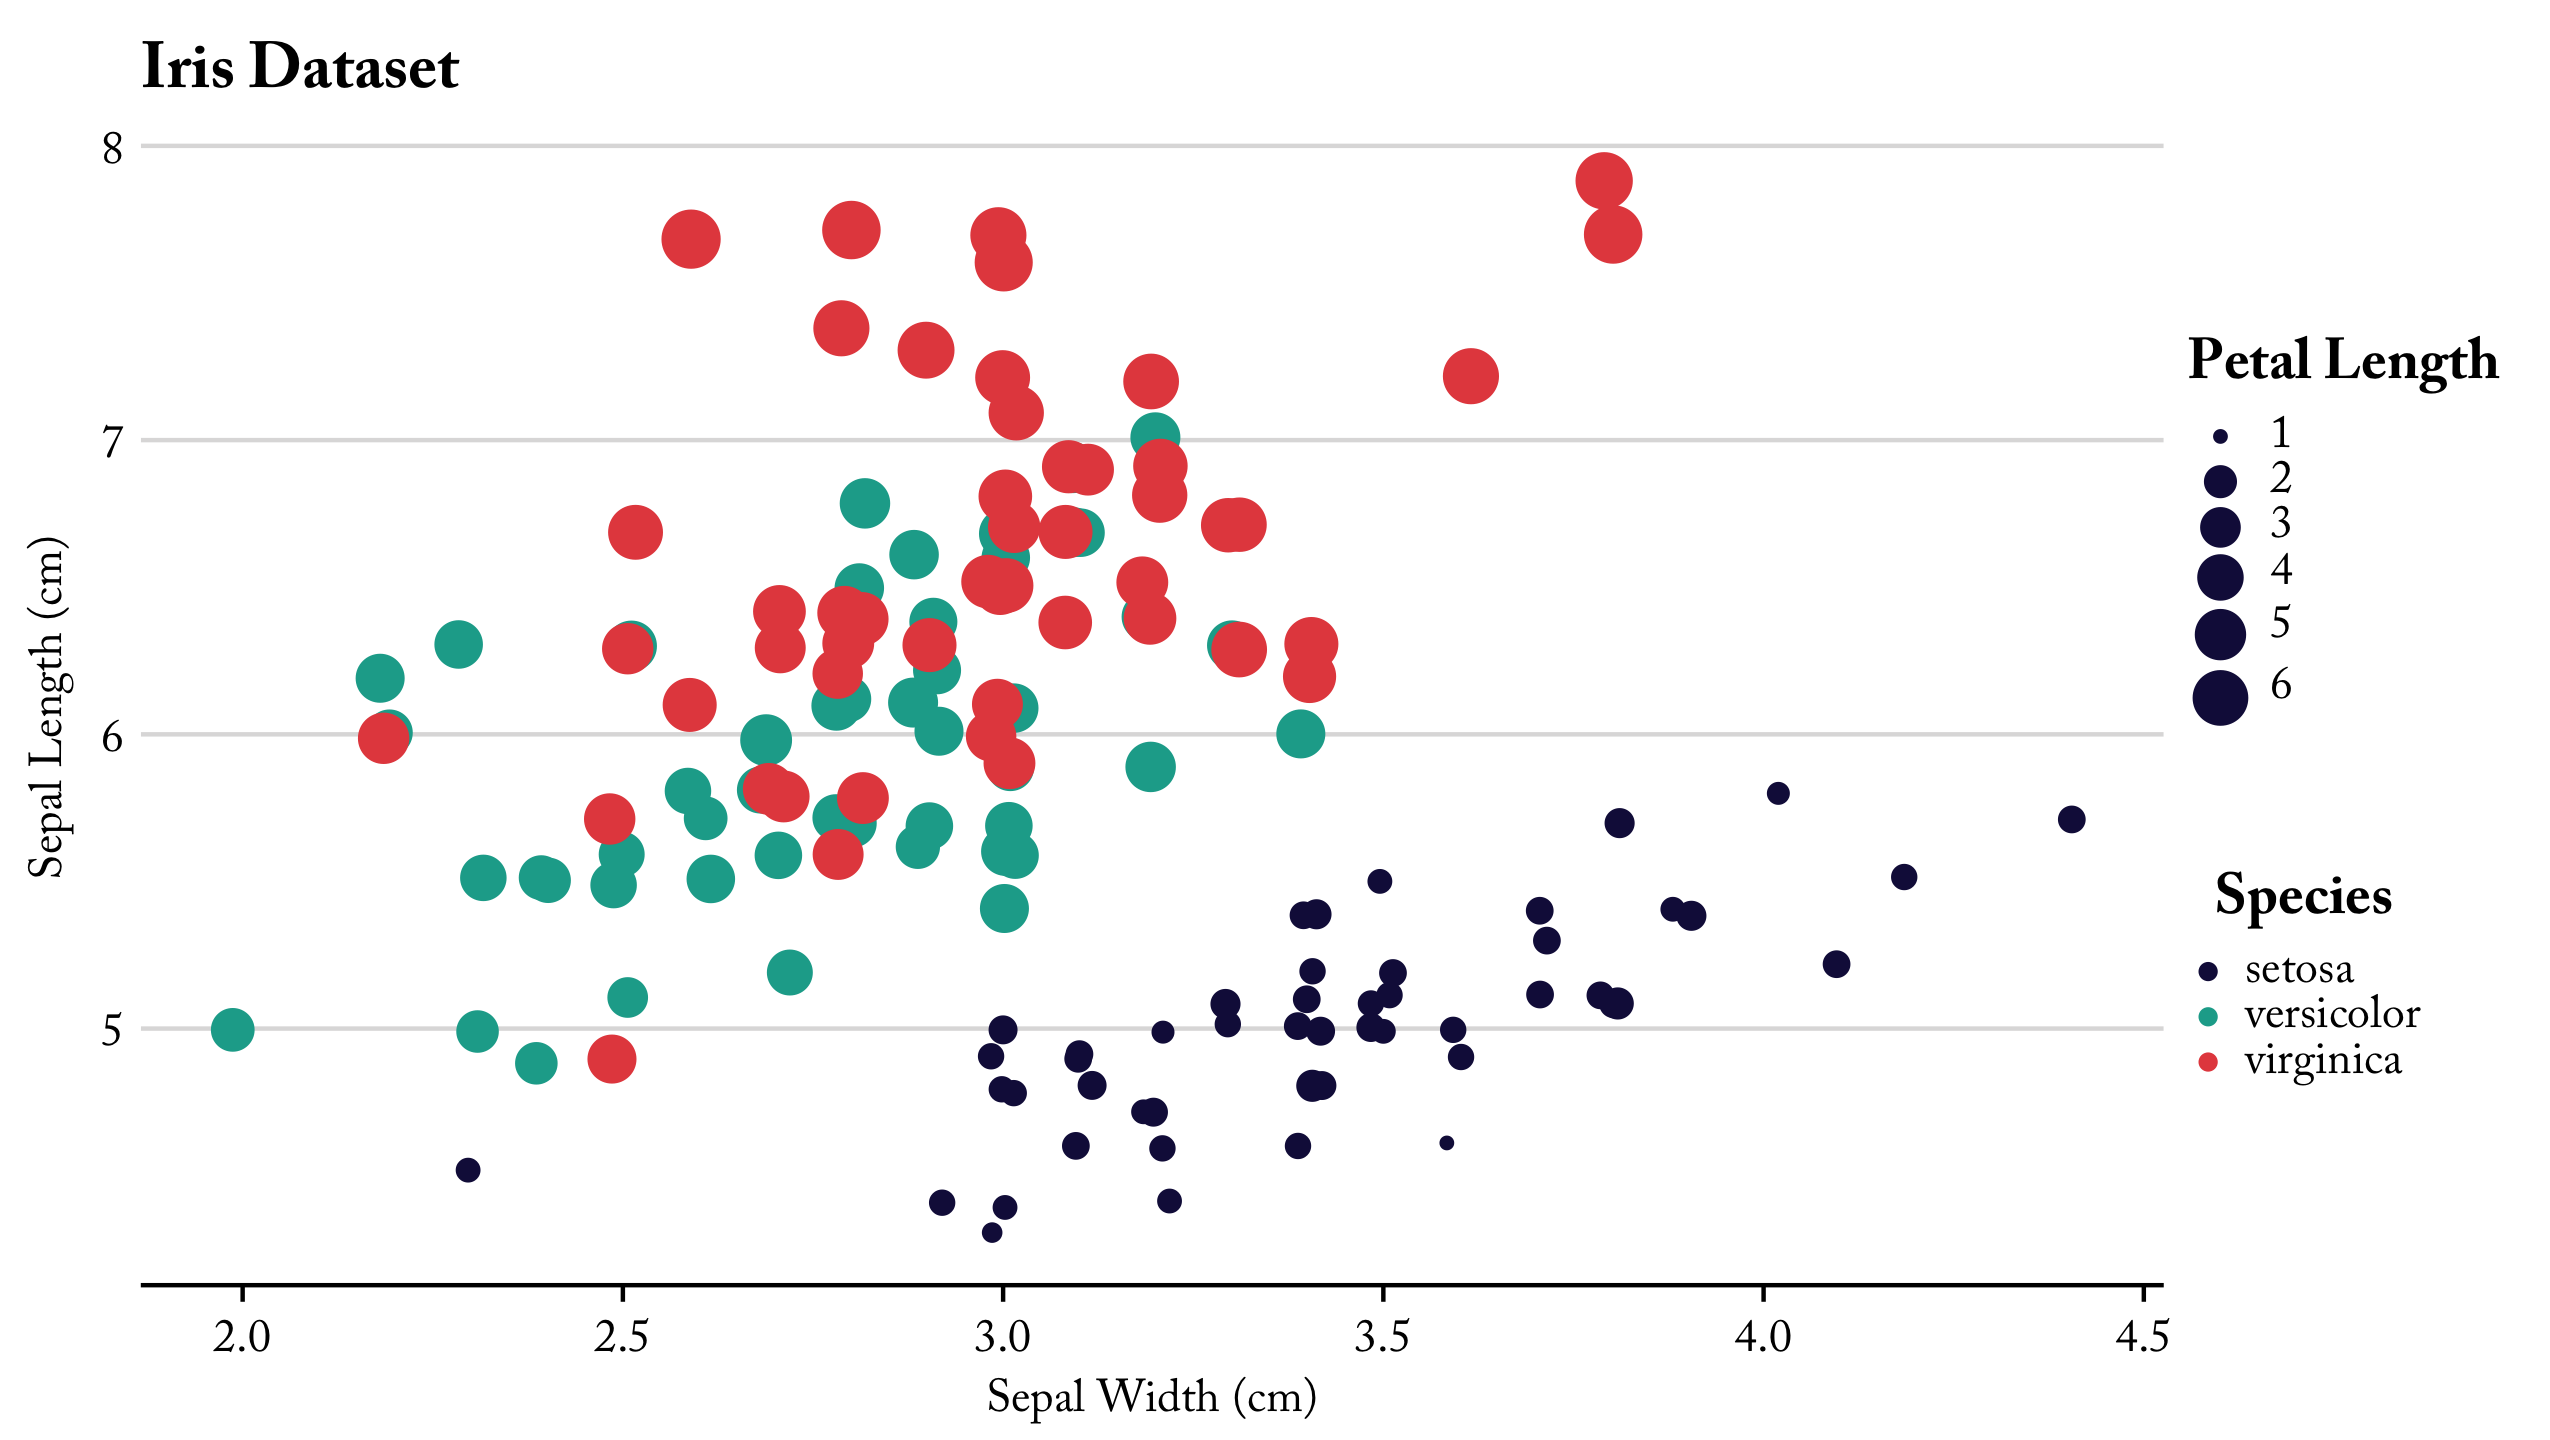 Iris Dataset
8
7
6
5
Sepal Length (cm)
2.0 2.5 3.0 3.5 4.0 4.5
Sepal Width (cm)
Petal Length
1
2
3
4
5
6
Species
setosa
versicolor
virginica